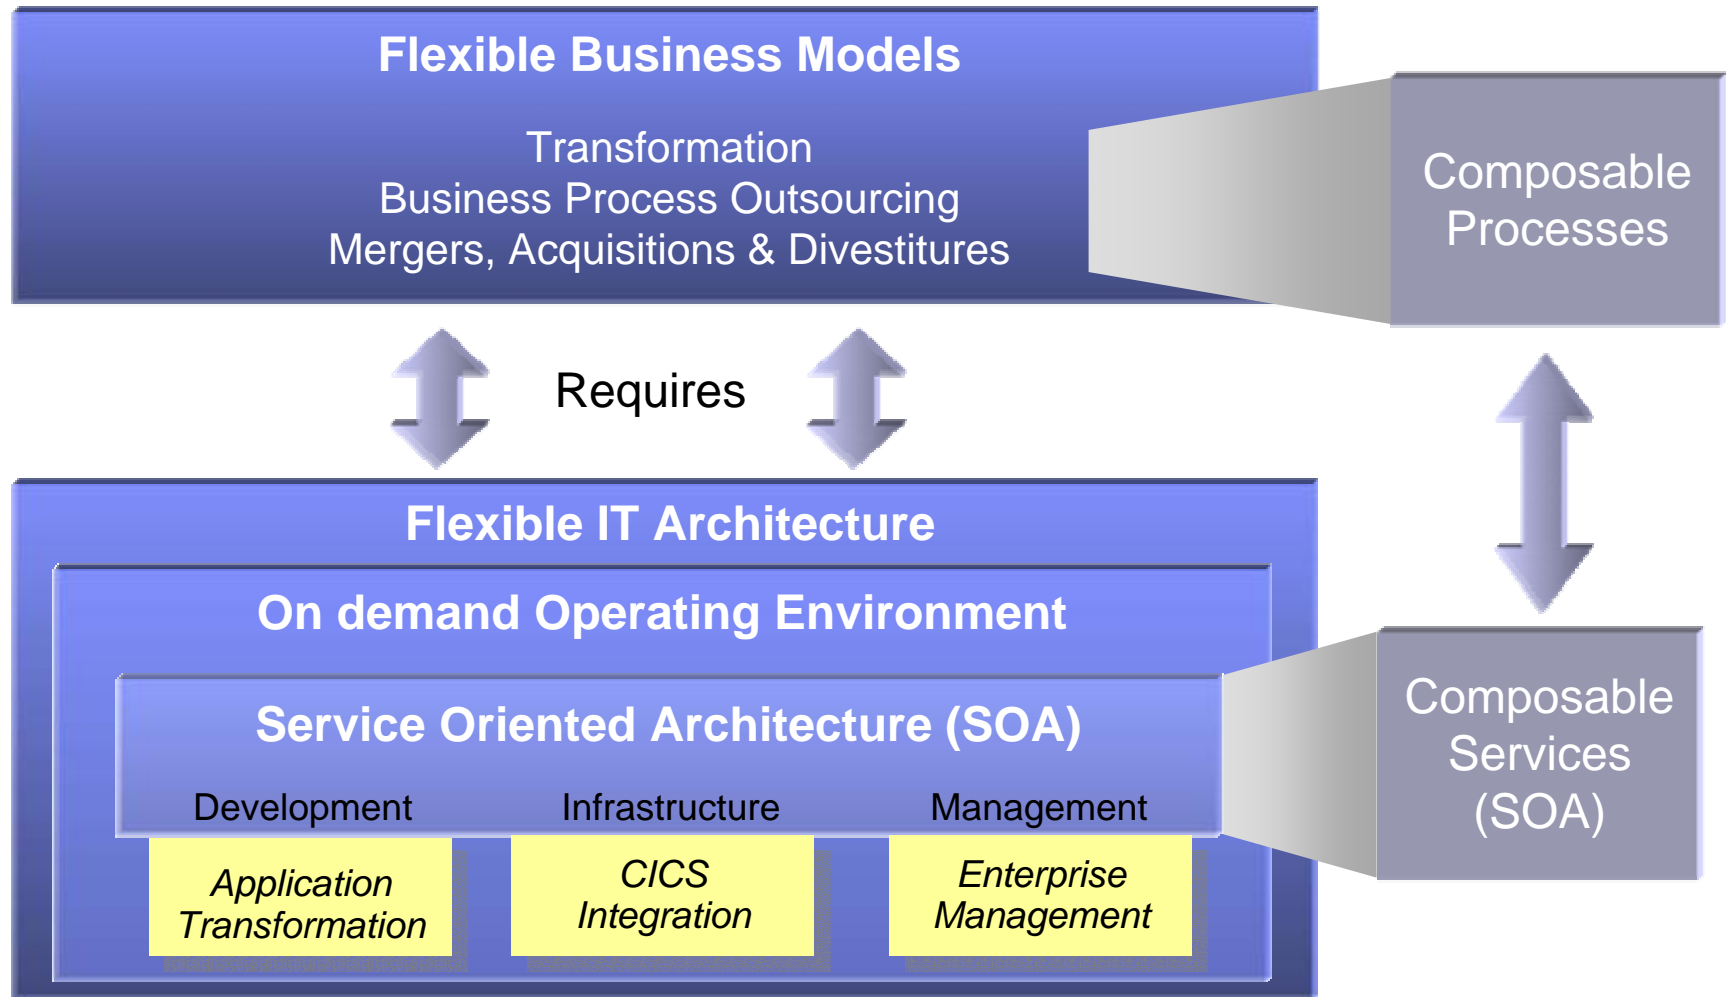 Flexible Business Models
Transformation
Business Process Outsourcing
Mergers, Acquisitions & Divestitures
Composable
Processes
Requires
Flexible IT Architecture
On demand Operating Environment
Service Oriented Architecture (SOA)
Development
Infrastructure
Management
Application
Transformation
CICS
Integration
Enterprise
Management
Composable
Services
(SOA)